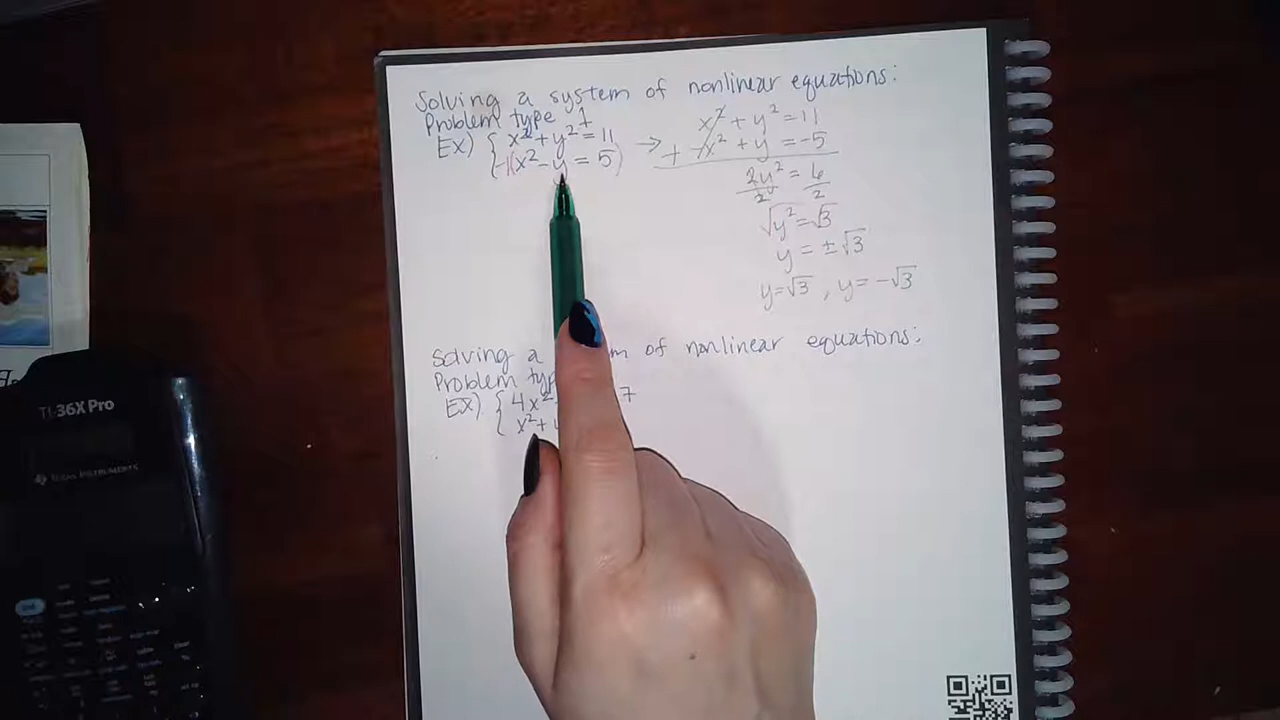 Solving a system of nonlinear equations:
Problem type 1
Ex) { x² + y² = 11
-1(x² - y = 5)
→ x² + y² = 11
+ -x² + y = -5
2y² = 6
2 2
√y² = √3
y = ±√3
y = √3 , y = -√3
Solving a m of nonlinear equations:
Problem
Ex) { 4x² 7
x² +
TI-36X Pro
TEXAS INSTRUMENTS